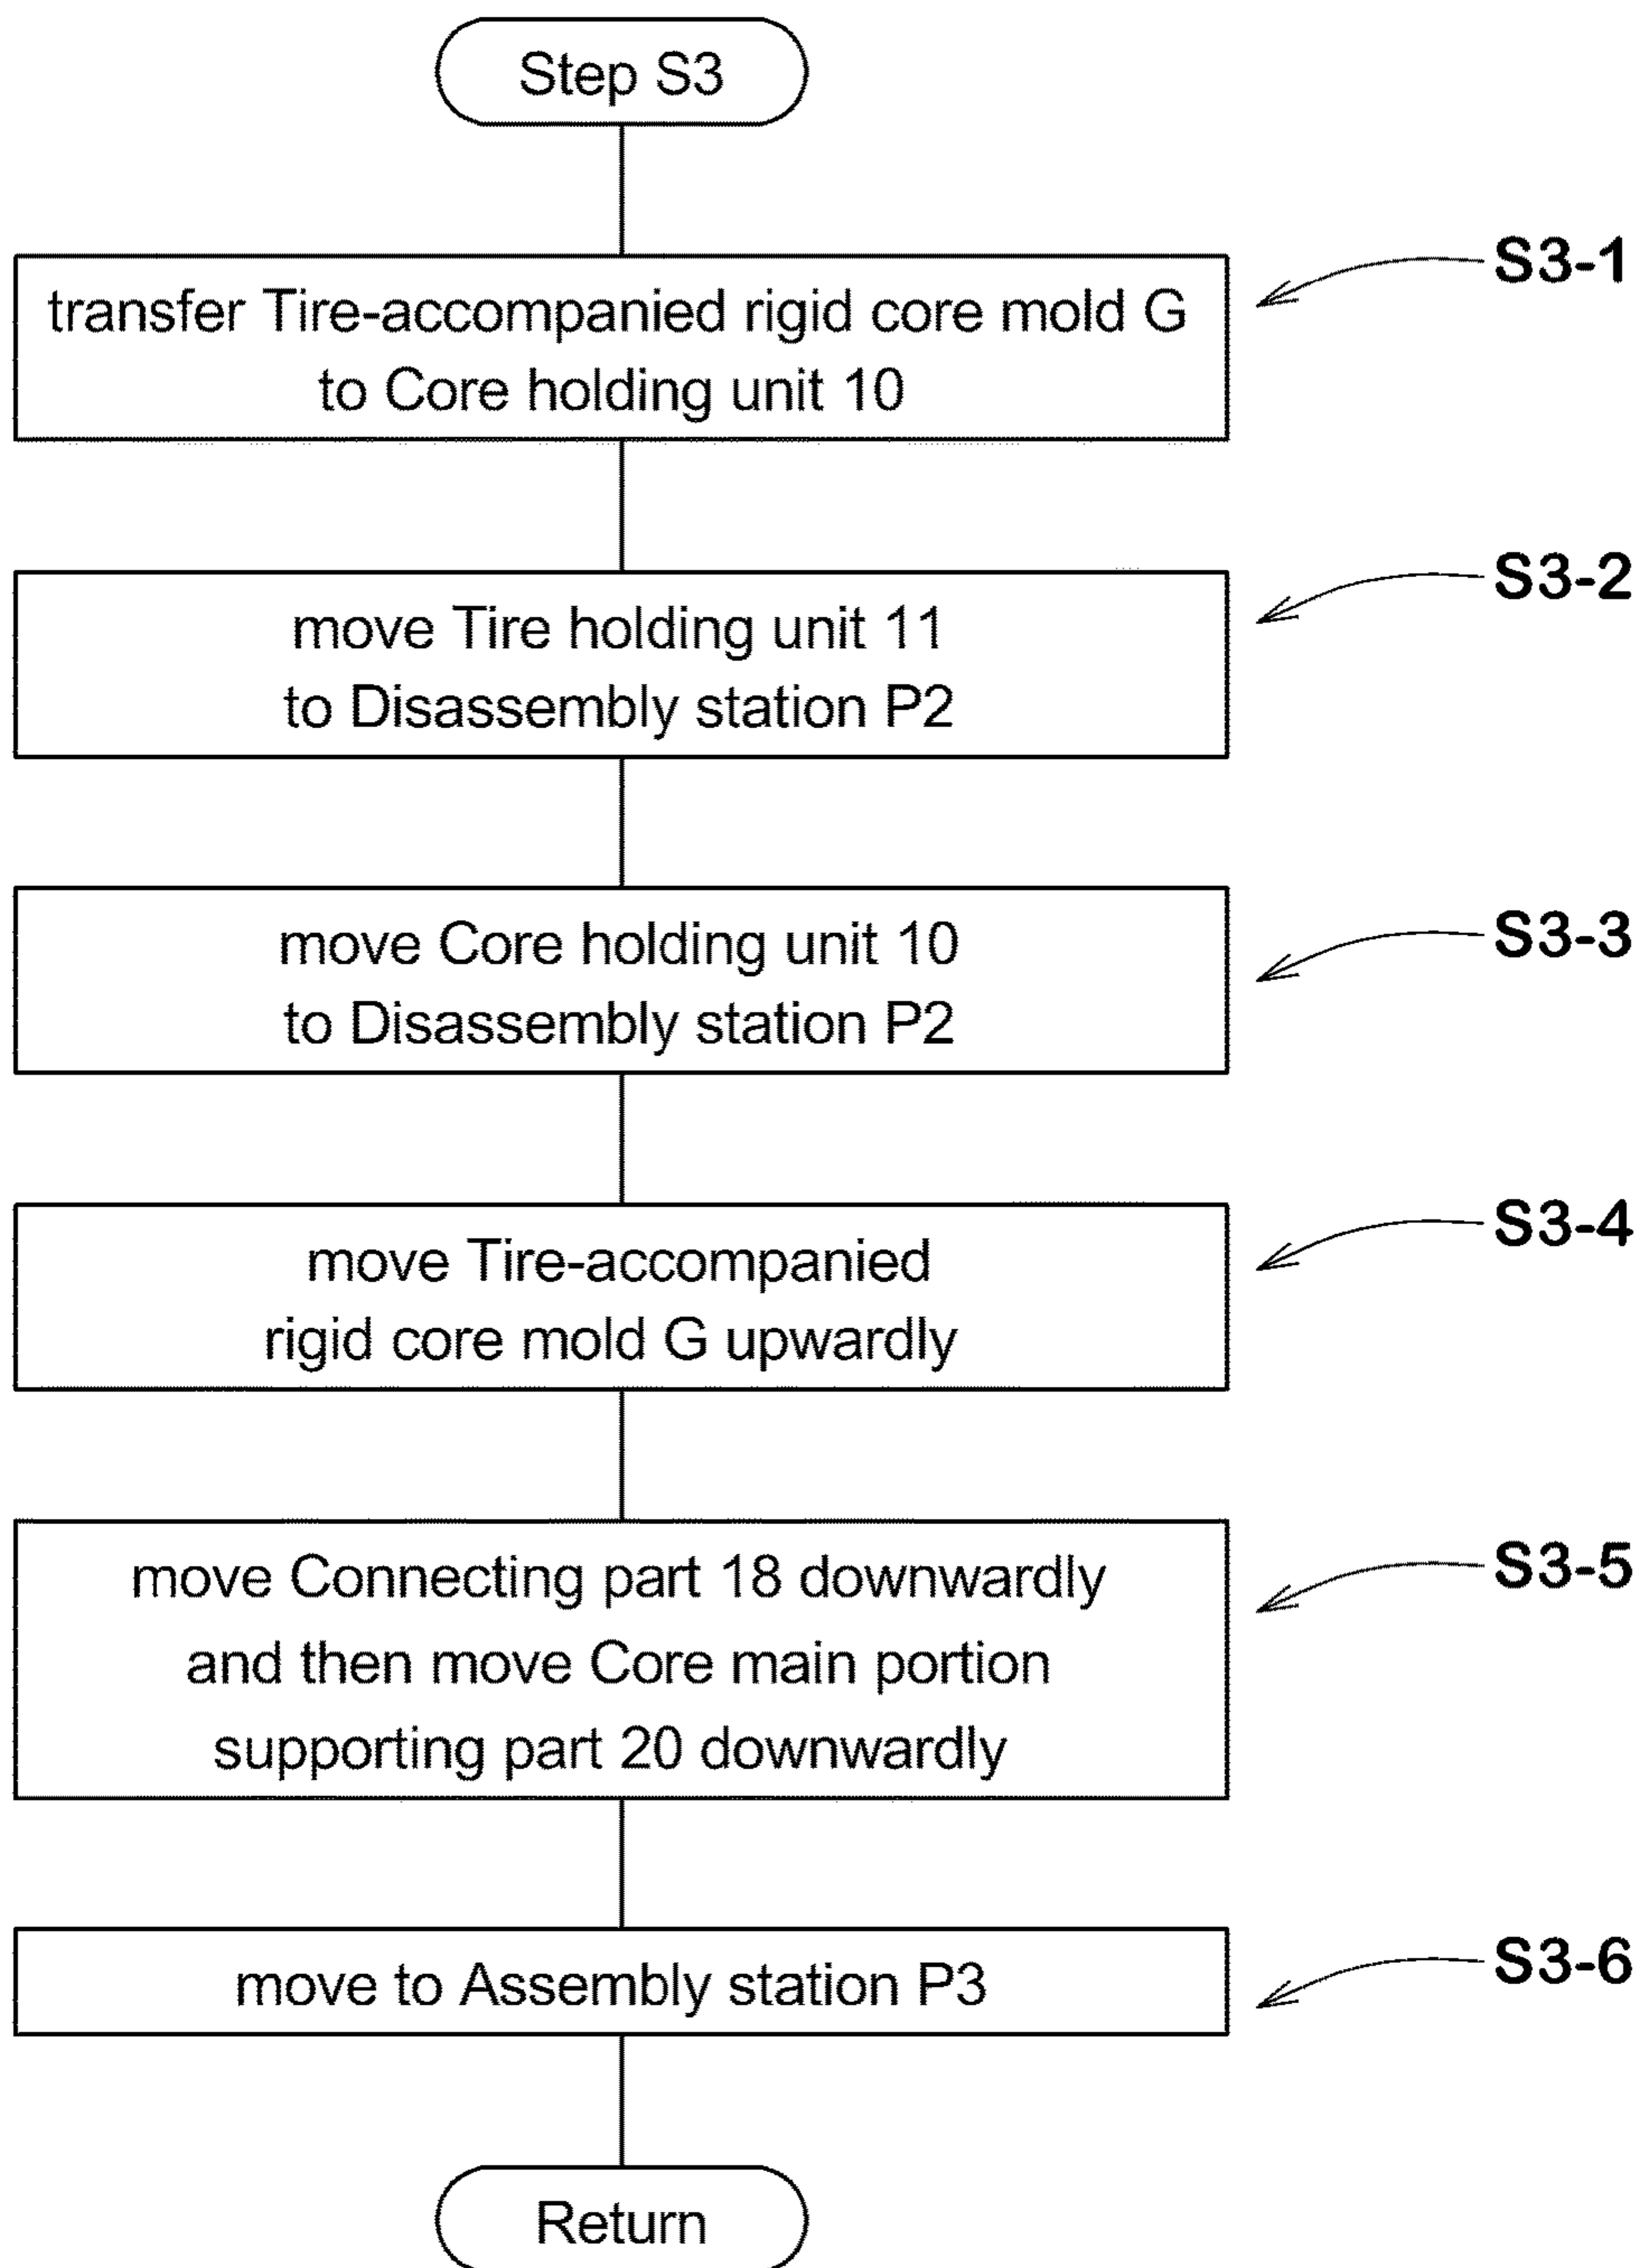 Step S3
transfer Tire-accompanied rigid core mold G
to Core holding unit 10
S3-1
move Tire holding unit 11
to Disassembly station P2
S3-2
move Core holding unit 10
to Disassembly station P2
S3-3
move Tire-accompanied
rigid core mold G upwardly
S3-4
move Connecting part 18 downwardly
and then move Core main portion
supporting part 20 downwardly
S3-5
move to Assembly station P3
S3-6
Return